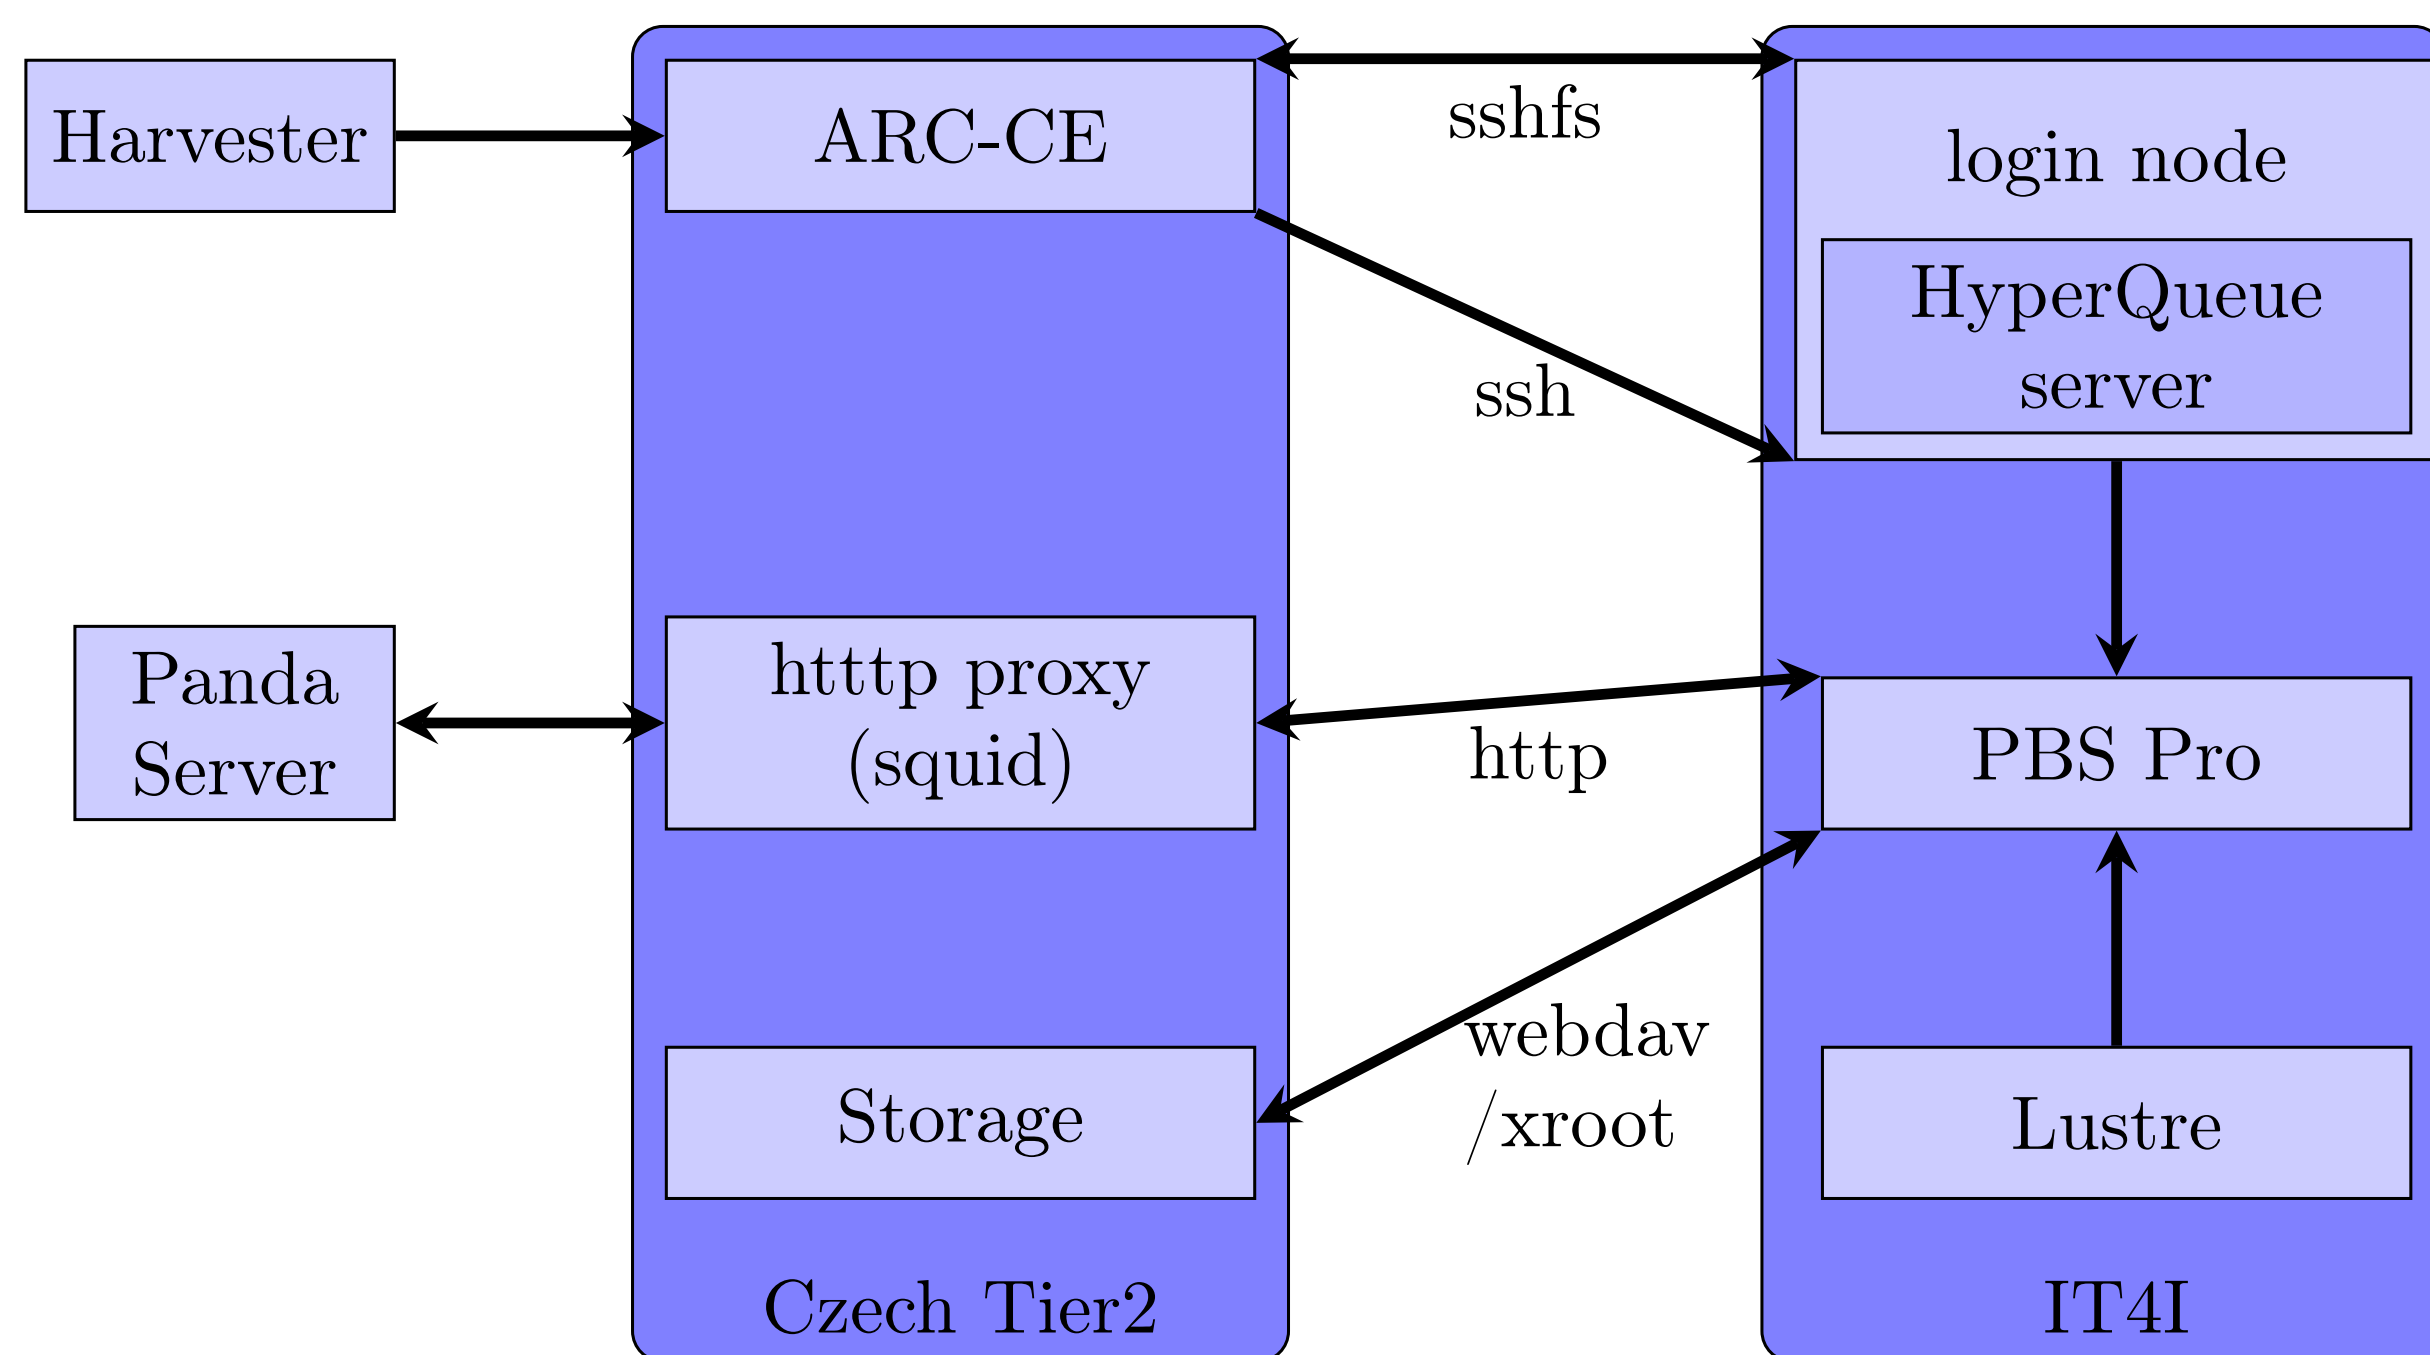 Harvester
ARC-CE
sshfs
login node
HyperQueue
server
ssh
Panda
Server
htttp proxy
(squid)
http
PBS Pro
Storage
webdav
/xroot
Lustre
Czech Tier2
IT4I